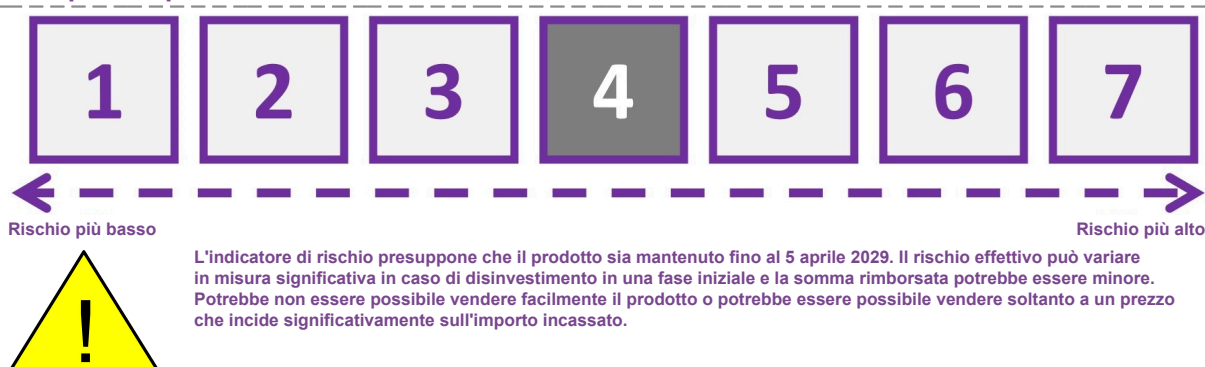 1 2 3 4 5 6 7
Rischio più basso Rischio più alto
L'indicatore di rischio presuppone che il prodotto sia mantenuto fino al 5 aprile 2029. Il rischio effettivo può variare
in misura significativa in caso di disinvestimento in una fase iniziale e la somma rimborsata potrebbe essere minore.
Potrebbe non essere possibile vendere facilmente il prodotto o potrebbe essere possibile vendere soltanto a un prezzo
che incide significativamente sull'importo incassato.
!